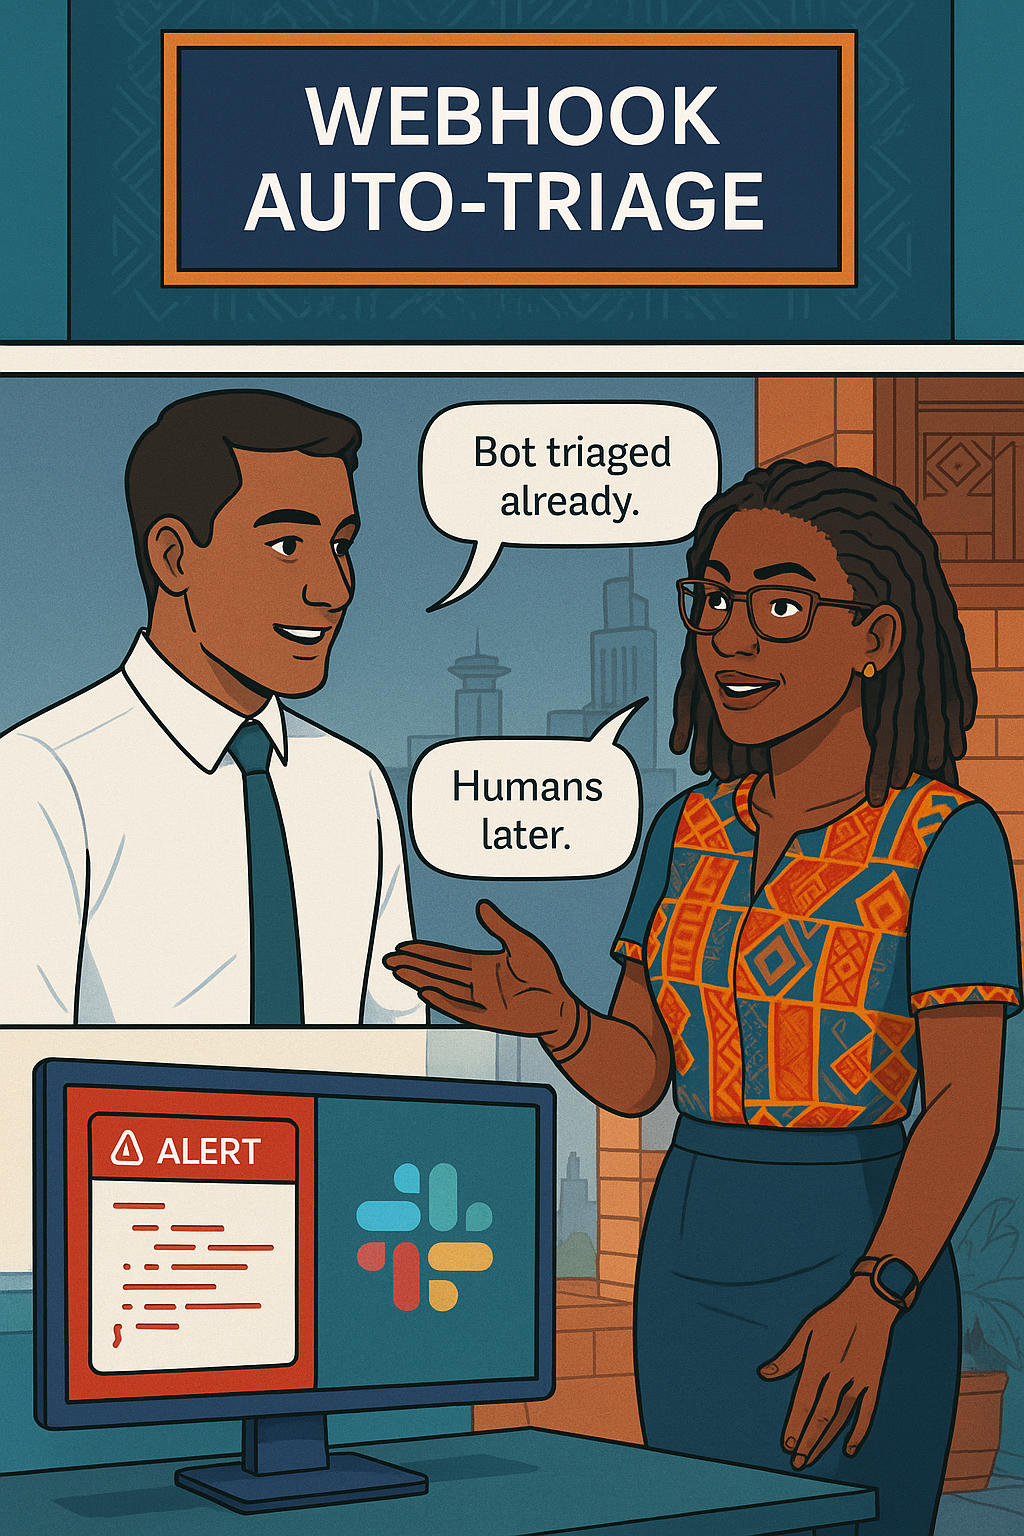 WEBHOOK
AUTO-TRIAGE
Bot triaged
already.
Humans
later.
ALERT